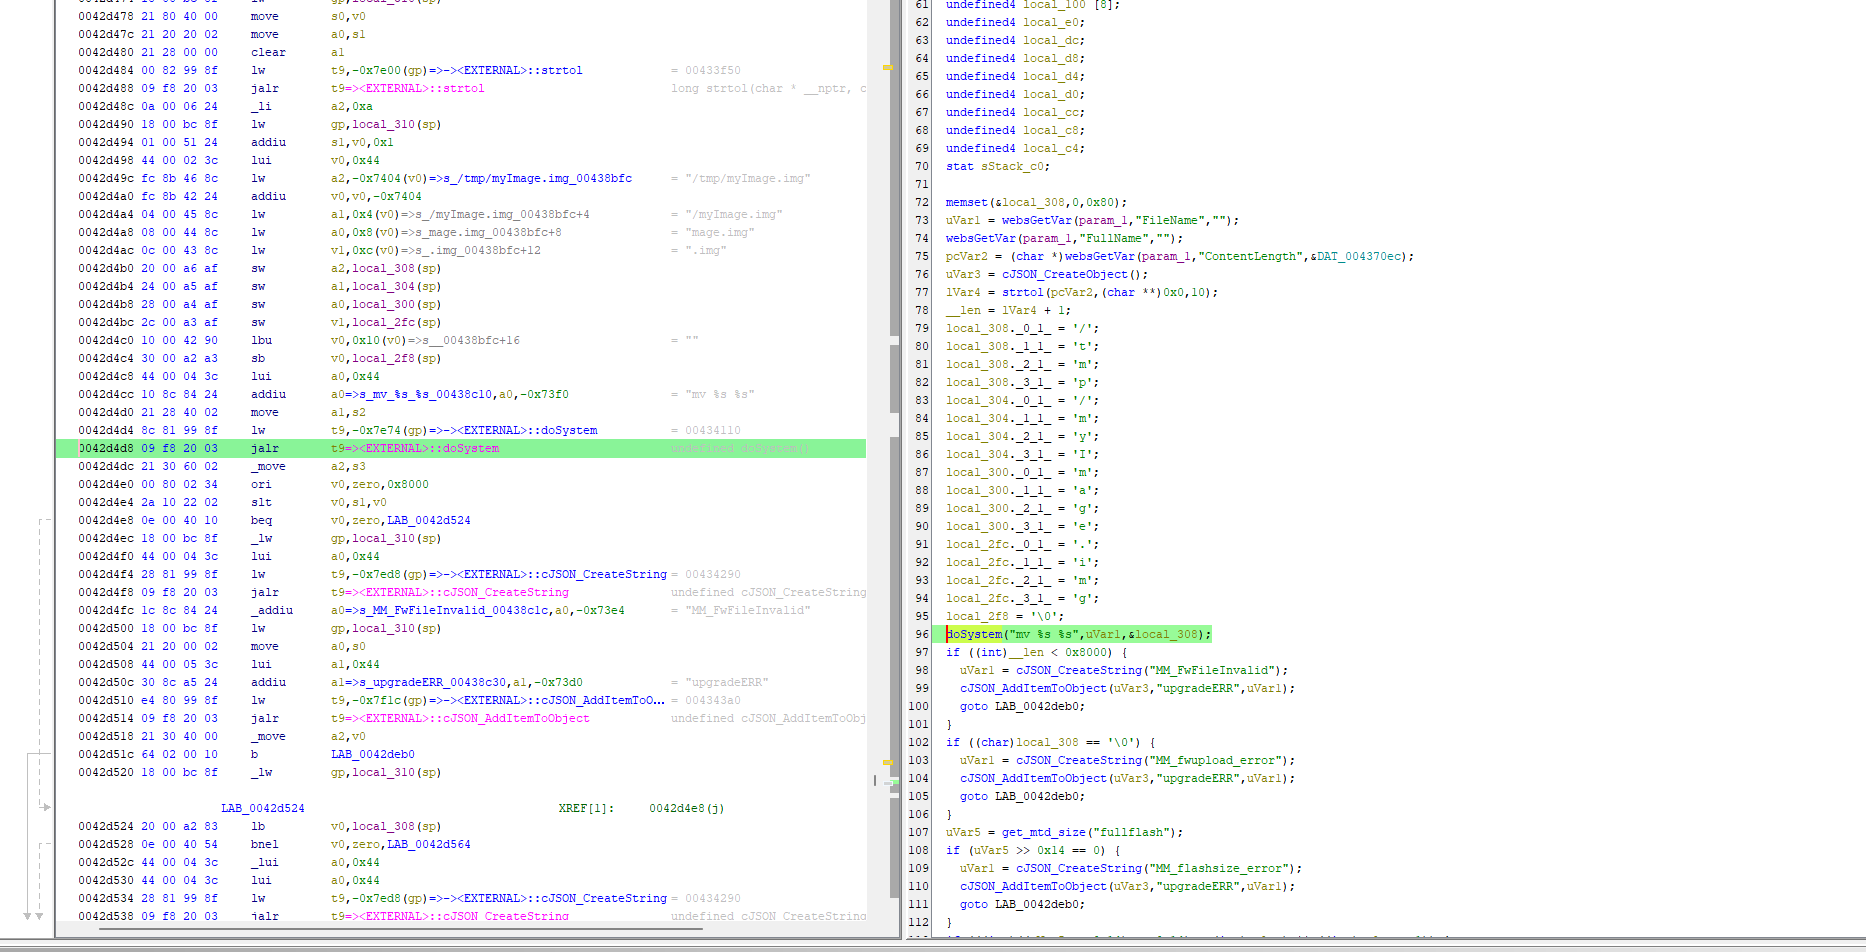 0042d478 21 80 40 00 move s0,v0
0042d47c 21 20 20 02 move a0,s1
0042d480 21 28 00 00 clear a1
0042d484 00 82 99 8f lw t9,-0x7e00(gp)=>-><EXTERNAL>::strtol = 00433f50
0042d488 09 f8 20 03 jalr t9=><EXTERNAL>::strtol long strtol(char * __nptr, c
0042d48c 0a 00 06 24 _li a2,0xa
0042d490 18 00 bc 8f lw gp,local_310(sp)
0042d494 01 00 51 24 addiu s1,v0,0x1
0042d498 44 00 02 3c lui v0,0x44
0042d49c fc 8b 46 8c lw a2,-0x7404(v0)=>s_/tmp/myImage.img_00438bfc = "/tmp/myImage.img"
0042d4a0 fc 8b 42 24 addiu v0,v0,-0x7404
0042d4a4 04 00 45 8c lw a1,0x4(v0)=>s_/myImage.img_00438bfc+4 = "/myImage.img"
0042d4a8 08 00 44 8c lw a0,0x8(v0)=>s_mage.img_00438bfc+8 = "mage.img"
0042d4ac 0c 00 43 8c lw v1,0xc(v0)=>s_.img_00438bfc+12 = ".img"
0042d4b0 20 00 a6 af sw a2,local_308(sp)
0042d4b4 24 00 a5 af sw a1,local_304(sp)
0042d4b8 28 00 a4 af sw a0,local_300(sp)
0042d4bc 2c 00 a3 af sw v1,local_2fc(sp)
0042d4c0 10 00 42 90 lbu v0,0x10(v0)=>s__00438bfc+16 = ""
0042d4c4 30 00 a2 a3 sb v0,local_2f8(sp)
0042d4c8 44 00 04 3c lui a0,0x44
0042d4cc 10 8c 84 24 addiu a0=>s_mv_%s_%s_00438c10,a0,-0x73f0 = "mv %s %s"
0042d4d0 21 28 40 02 move a1,s2
0042d4d4 8c 81 99 8f lw t9,-0x7e74(gp)=>-><EXTERNAL>::doSystem = 00434110
0042d4d8 09 f8 20 03 jalr t9=><EXTERNAL>::doSystem undefined doSystem()
0042d4dc 21 30 60 02 _move a2,s3
0042d4e0 00 80 02 34 ori v0,zero,0x8000
0042d4e4 2a 10 22 02 slt v0,s1,v0
0042d4e8 0e 00 40 10 beq v0,zero,LAB_0042d524
0042d4ec 18 00 bc 8f _lw gp,local_310(sp)
0042d4f0 44 00 04 3c lui a0,0x44
0042d4f4 28 81 99 8f lw t9,-0x7ed8(gp)=>-><EXTERNAL>::cJSON_CreateString = 00434290
0042d4f8 09 f8 20 03 jalr t9=><EXTERNAL>::cJSON_CreateString undefined cJSON_CreateString
0042d4fc 1c 8c 84 24 _addiu a0=>s_MM_FwFileInvalid_00438c1c,a0,-0x73e4 = "MM_FwFileInvalid"
0042d500 18 00 bc 8f lw gp,local_310(sp)
0042d504 21 20 00 02 move a0,s0
0042d508 44 00 05 3c lui a1,0x44
0042d50c 30 8c a5 24 addiu a1=>s_upgradeERR_00438c30,a1,-0x73d0 = "upgradeERR"
0042d510 e4 80 99 8f lw t9,-0x7f1c(gp)=>-><EXTERNAL>::cJSON_AddItemToO... = 004343a0
0042d514 09 f8 20 03 jalr t9=><EXTERNAL>::cJSON_AddItemToObject undefined cJSON_AddItemToObj
0042d518 21 30 40 00 _move a2,v0
0042d51c 64 02 00 10 b LAB_0042deb0
0042d520 18 00 bc 8f _lw gp,local_310(sp)
LAB_0042d524 XREF[1]: 0042d4e8(j)
0042d524 20 00 a2 83 lb v0,local_308(sp)
0042d528 0e 00 40 54 bnel v0,zero,LAB_0042d564
0042d52c 44 00 04 3c _lui a0,0x44
0042d530 44 00 04 3c lui a0,0x44
0042d534 28 81 99 8f lw t9,-0x7ed8(gp)=>-><EXTERNAL>::cJSON_CreateString = 00434290
0042d538 09 f8 20 03 jalr t9=><EXTERNAL>::cJSON_CreateString undefined cJSON_CreateString
61 undefined4 local_100 [8];
62 undefined4 local_e0;
63 undefined4 local_dc;
64 undefined4 local_d8;
65 undefined4 local_d4;
66 undefined4 local_d0;
67 undefined4 local_cc;
68 undefined4 local_c8;
69 undefined4 local_c4;
70 stat sStack_c0;
71
72 memset(&local_308,0,0x80);
73 uVar1 = websGetVar(param_1,"FileName","");
74 websGetVar(param_1,"FullName","");
75 pcVar2 = (char *)websGetVar(param_1,"ContentLength",&DAT_004370ec);
76 uVar3 = cJSON_CreateObject();
77 lVar4 = strtol(pcVar2,(char **)0x0,10);
78 __len = lVar4 + 1;
79 local_308._0_1_ = '/';
80 local_308._1_1_ = 't';
81 local_308._2_1_ = 'm';
82 local_308._3_1_ = 'p';
83 local_304._0_1_ = '/';
84 local_304._1_1_ = 'm';
85 local_304._2_1_ = 'y';
86 local_304._3_1_ = 'I';
87 local_300._0_1_ = 'm';
88 local_300._1_1_ = 'a';
89 local_300._2_1_ = 'g';
90 local_300._3_1_ = 'e';
91 local_2fc._0_1_ = '.';
92 local_2fc._1_1_ = 'i';
93 local_2fc._2_1_ = 'm';
94 local_2fc._3_1_ = 'g';
95 local_2f8 = '\0';
96 doSystem("mv %s %s",uVar1,&local_308);
97 if ((int)__len < 0x8000) {
98 uVar1 = cJSON_CreateString("MM_FwFileInvalid");
99 cJSON_AddItemToObject(uVar3,"upgradeERR",uVar1);
100 goto LAB_0042deb0;
101 }
102 if ((char)local_308 == '\0') {
103 uVar1 = cJSON_CreateString("MM_fwupload_error");
104 cJSON_AddItemToObject(uVar3,"upgradeERR",uVar1);
105 goto LAB_0042deb0;
106 }
107 uVar5 = get_mtd_size("fullflash");
108 if (uVar5 >> 0x14 == 0) {
109 uVar1 = cJSON_CreateString("MM_flashsize_error");
110 cJSON_AddItemToObject(uVar3,"upgradeERR",uVar1);
111 goto LAB_0042deb0;
112 }